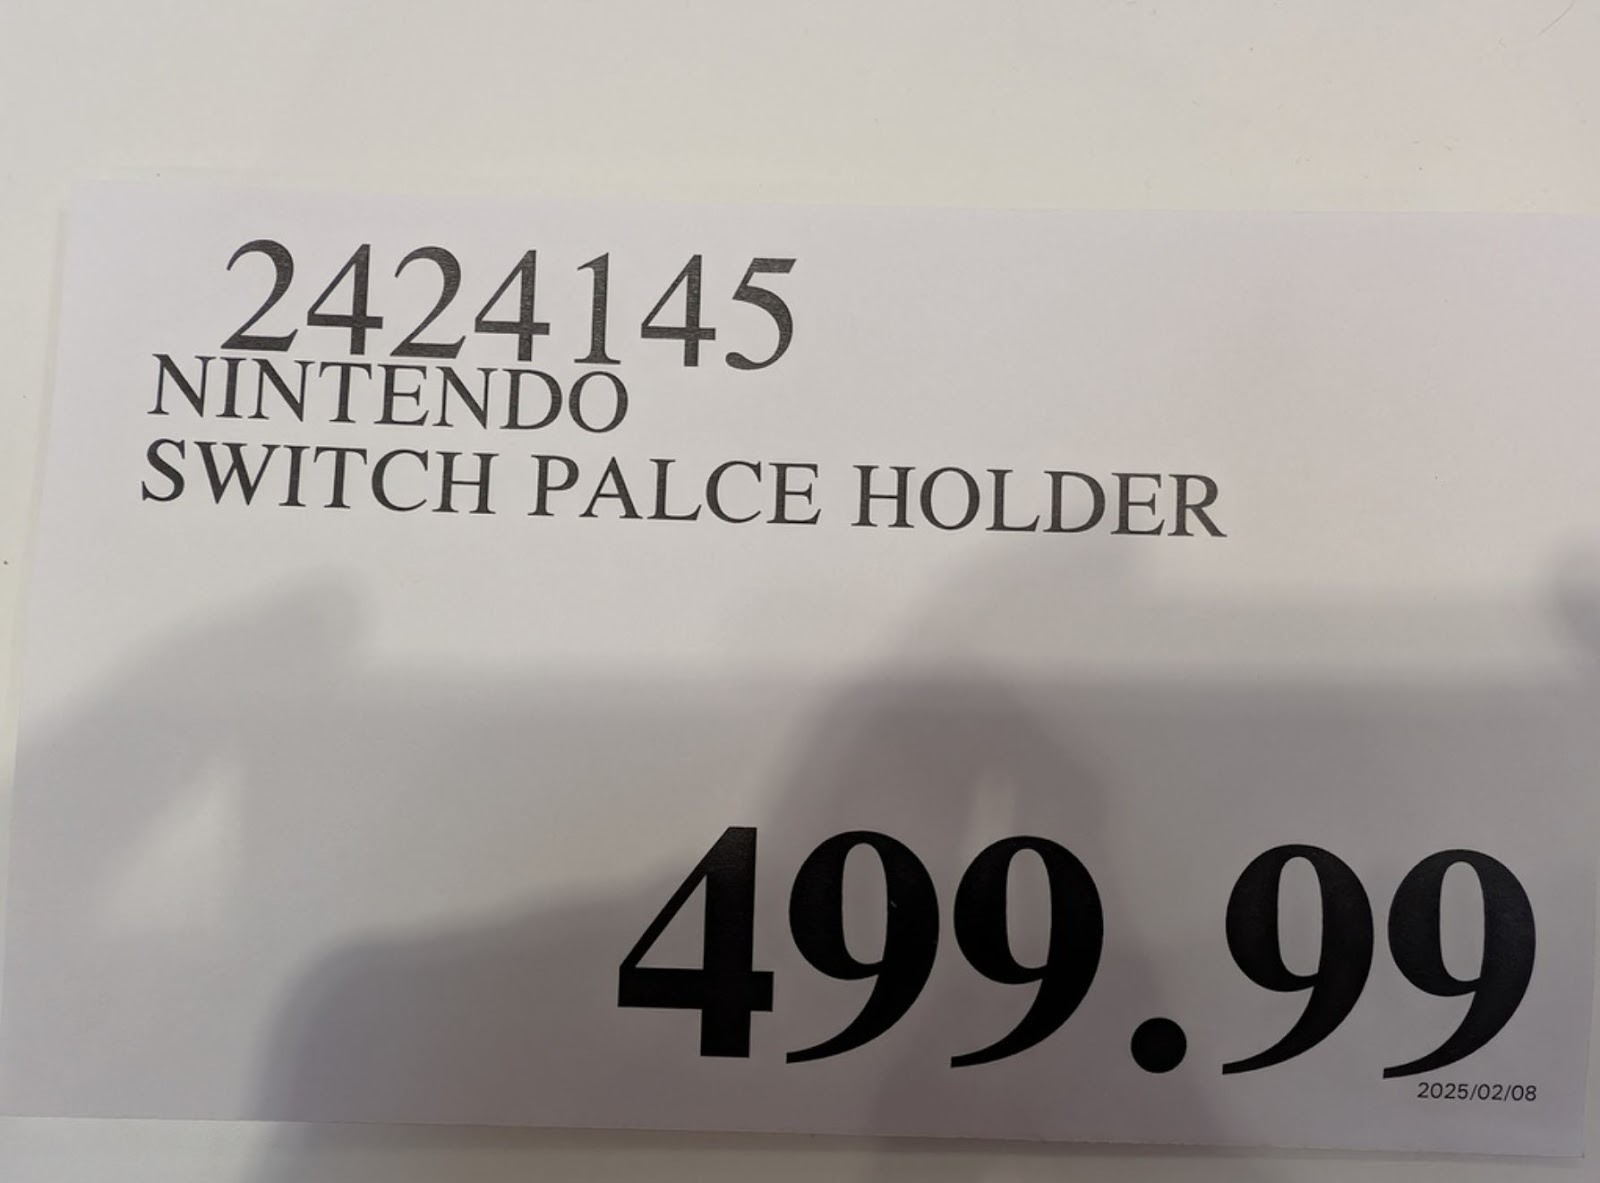 2424145
NINTENDO
SWITCH PALCE HOLDER
499.99
2025/02/08